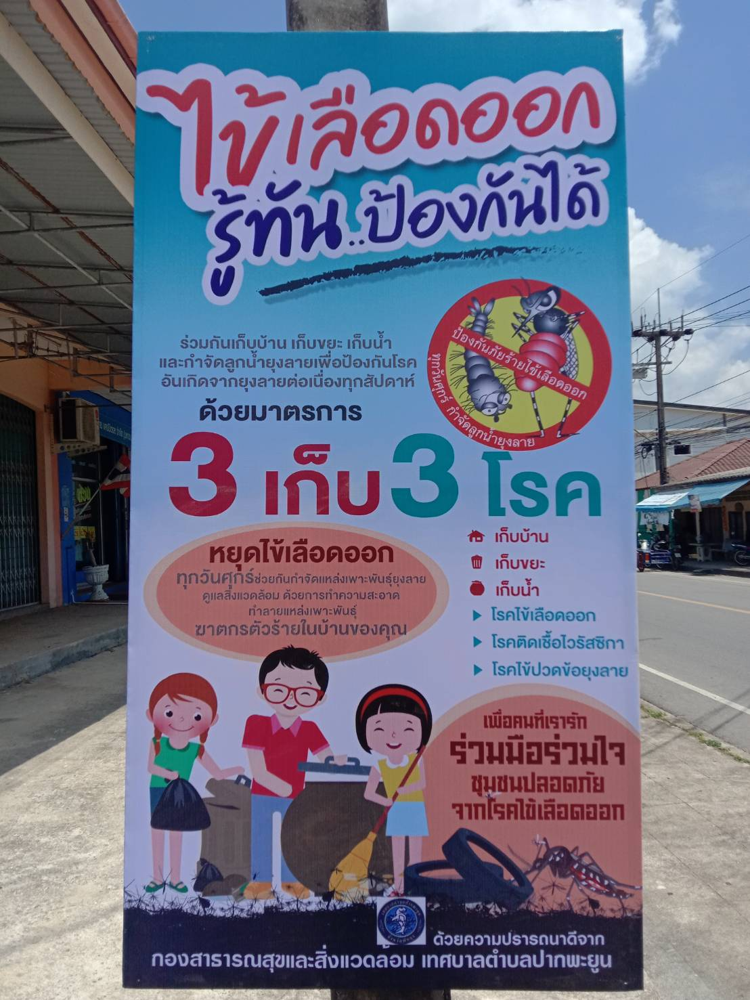 ไข้เลือดออก
รู้ทัน..ป้องกันได้
ร่วมกันเก็บบ้าน เก็บขยะ เก็บน้ำ
และกำจัดลูกน้ำยุงลายเพื่อป้องกันโรค
อันเกิดจากยุงลายต่อเนื่องทุกสัปดาห์
ป้องกันภัยร้ายไข้เลือดออก
ทุกวันศุกร์ กำจัดลูกน้ำยุงลาย
ด้วยมาตรการ
3 เก็บ 3 โรค
เก็บบ้าน
เก็บขยะ
เก็บน้ำ
โรคไข้เลือดออก
โรคติดเชื้อไวรัสซิกา
โรคไข้ปวดข้อยุงลาย
หยุดไข้เลือดออก
ทุกวันศุกร์ช่วยกันกำจัดแหล่งเพาะพันธุ์ยุงลาย
ดูแลสิ่งแวดล้อม ด้วยการทำความสะอาด
ทำลายแหล่งเพาะพันธุ์
ฆาตกรตัวร้ายในบ้านของคุณ
เพื่อคนที่เรารัก
ร่วมมือร่วมใจ
ชุมชนปลอดภัย
จากโรคไข้เลือดออก
ด้วยความปรารถนาดีจาก
กองสาธารณสุขและสิ่งแวดล้อม เทศบาลตำบลปากพะยูน